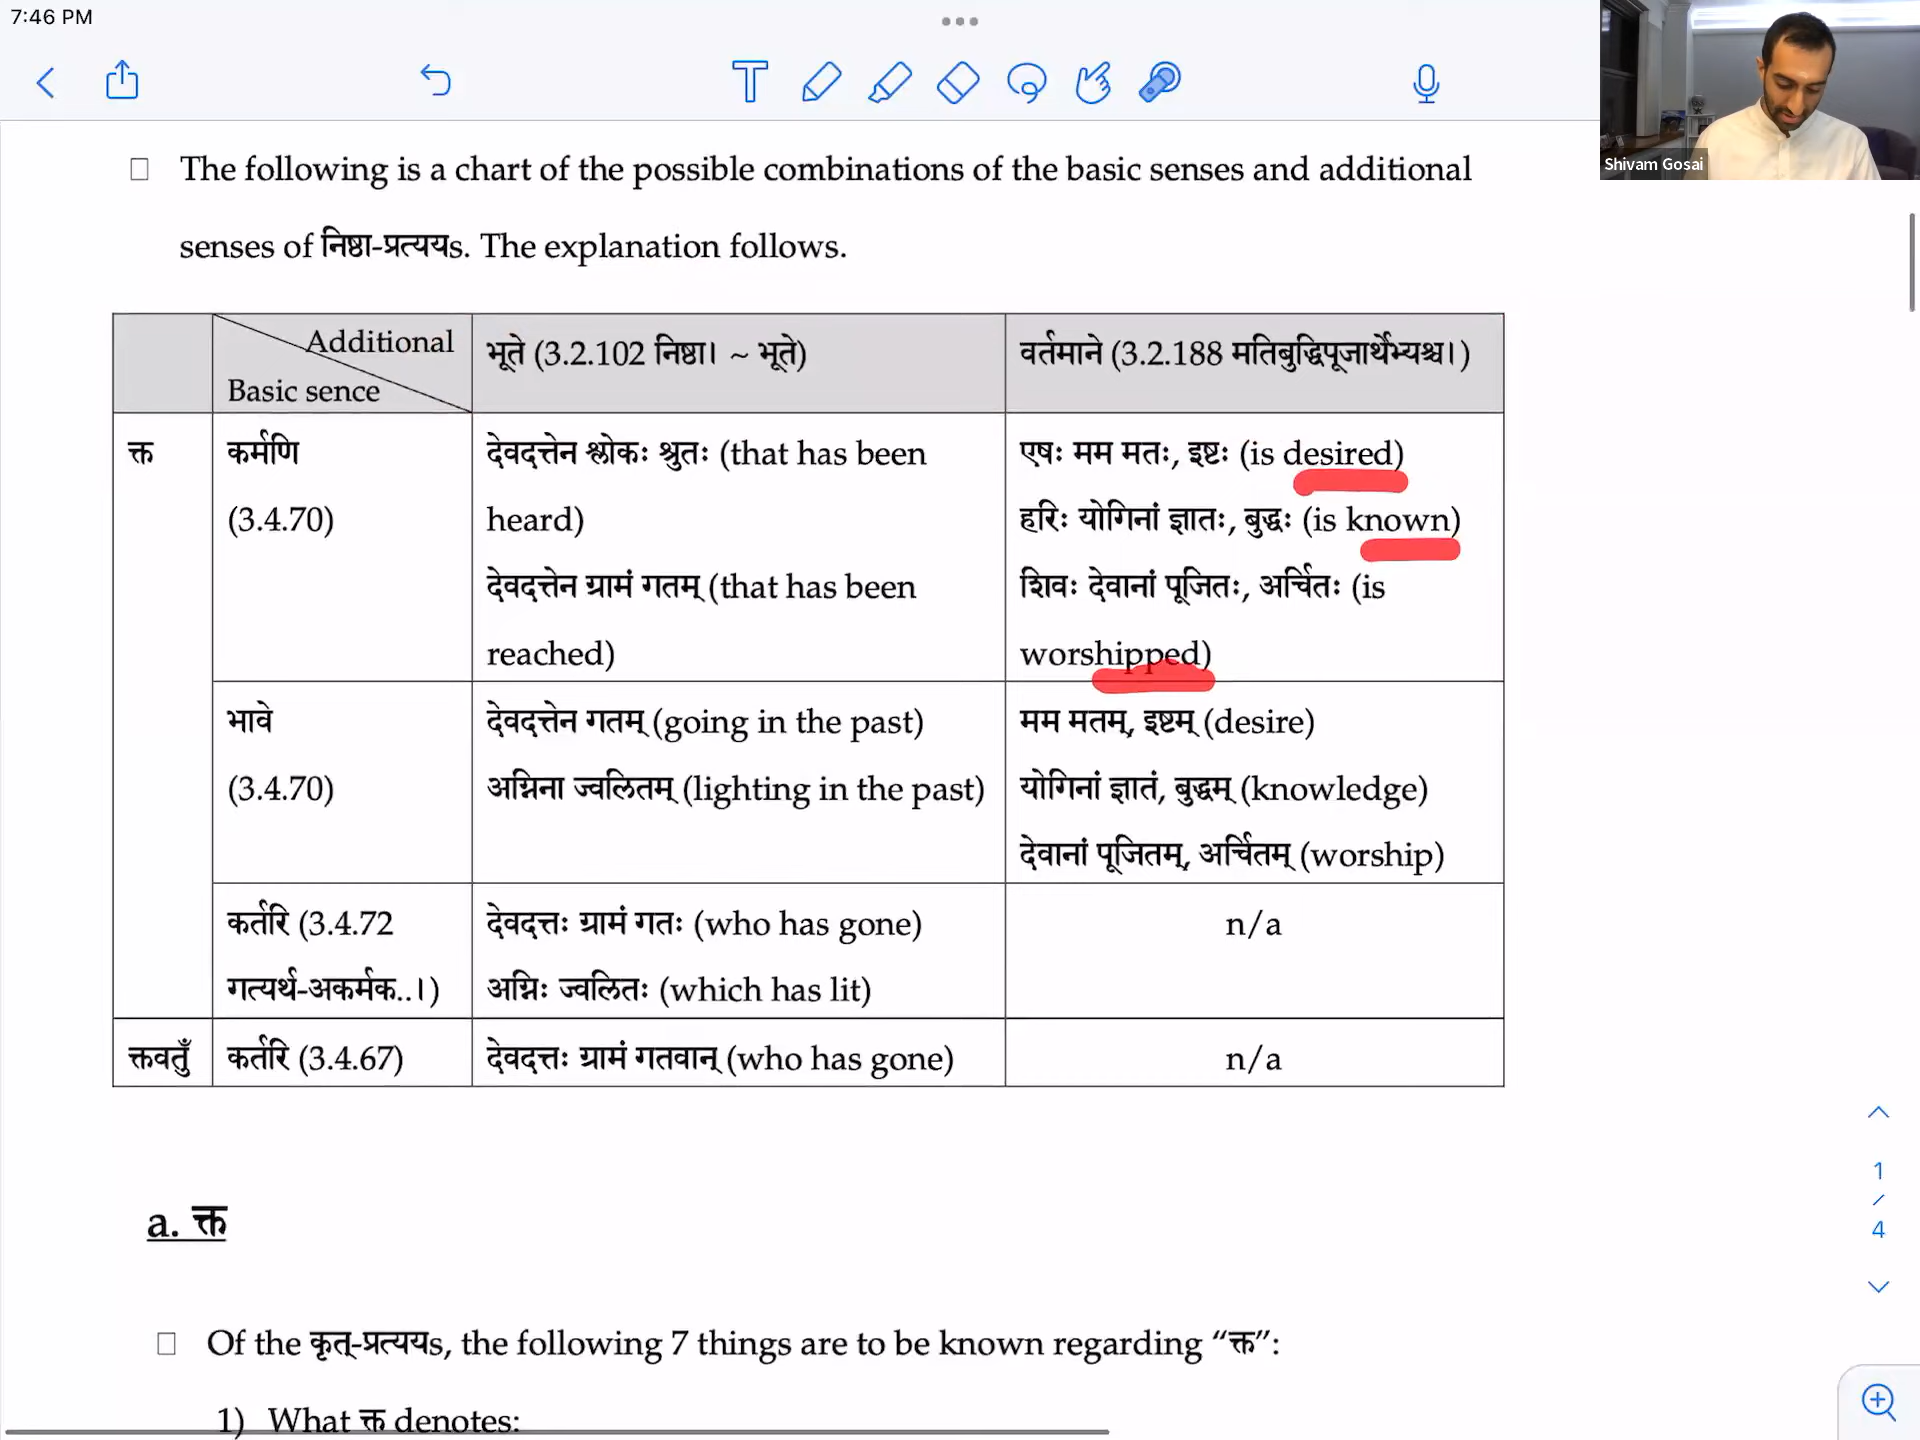 7:46 PM
Shivam Gosai
□ The following is a chart of the possible combinations of the basic senses and additional
senses of निष्ठा-प्रत्ययs. The explanation follows.
Additional
Basic sence
भूते (3.2.102 निष्ठा। ~ भूते)
वर्तमाने (3.2.188 मतिबुद्धिपूजार्थेभ्यश्च।)
क्त
कर्मणि
(3.4.70)
देवदत्तेन श्लोकः श्रुतः (that has been
heard)
देवदत्तेन ग्रामं गतम् (that has been
reached)
एषः मम मतः, इष्टः (is desired)
हरिः योगिनां ज्ञातः, बुद्धः (is known)
शिवः देवानां पूजितः, अर्चितः (is
worshipped)
भावे
(3.4.70)
देवदत्तेन गतम् (going in the past)
अग्निना ज्वलितम् (lighting in the past)
मम मतम्, इष्टम् (desire)
योगिनां ज्ञातं, बुद्धम् (knowledge)
देवानां पूजितम्, अर्चितम् (worship)
कर्तरि (3.4.72
गत्यर्थ-अकर्मक..।)
देवदत्तः ग्रामं गतः (who has gone)
अग्निः ज्वलितः (which has lit)
n/a
क्तवतुँ
कर्तरि (3.4.67)
देवदत्तः ग्रामं गतवान् (who has gone)
n/a
a. क्त
□ Of the कृत्-प्रत्ययs, the following 7 things are to be known regarding “क्त”:
1) What क्त denotes:
1
/
4